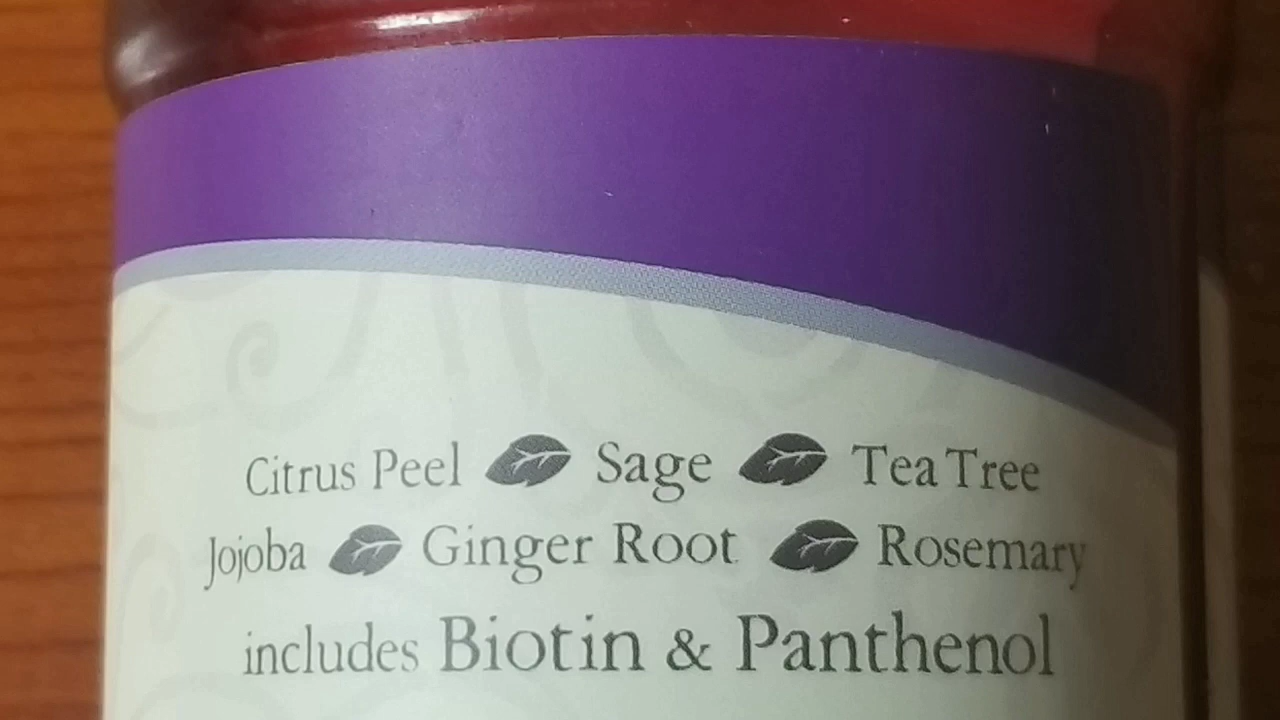 Citrus Peel Sage Tea Tree
Jojoba Ginger Root Rosemary
includes Biotin & Panthenol